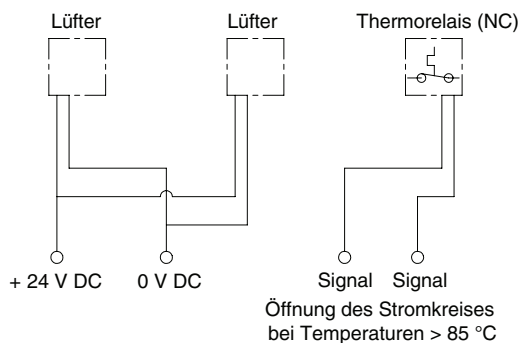 Lüfter
Lüfter
Thermorelais (NC)
+ 24 V DC
0 V DC
Signal
Signal
Öffnung des Stromkreises
bei Temperaturen > 85 °C